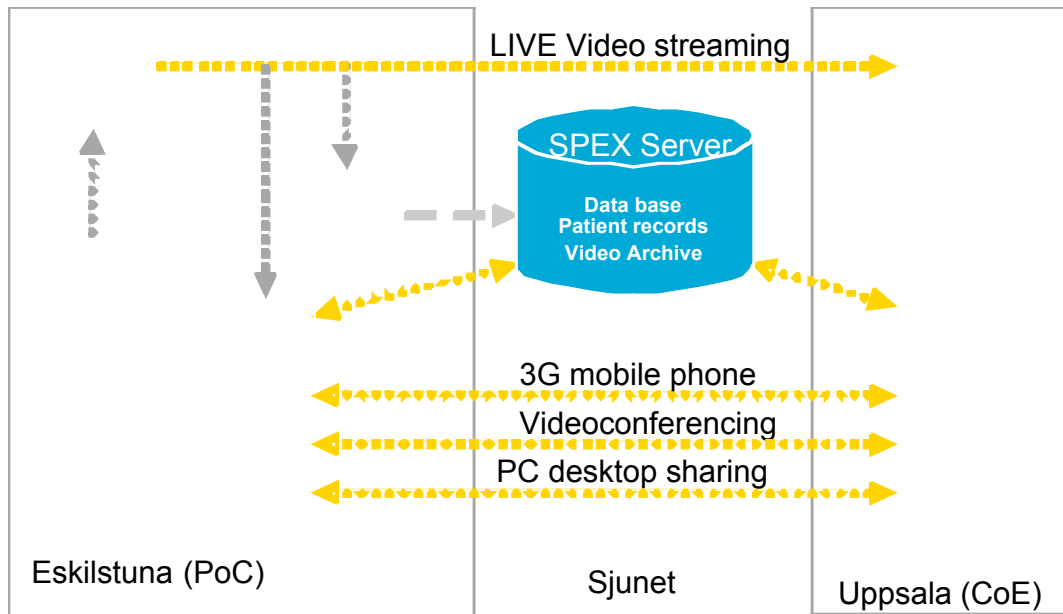 LIVE Video streaming
SPEX Server
Data base
Patient records
Video Archive
3G mobile phone
Videoconferencing
PC desktop sharing
Eskilstuna (PoC)
Sjunet
Uppsala (CoE)